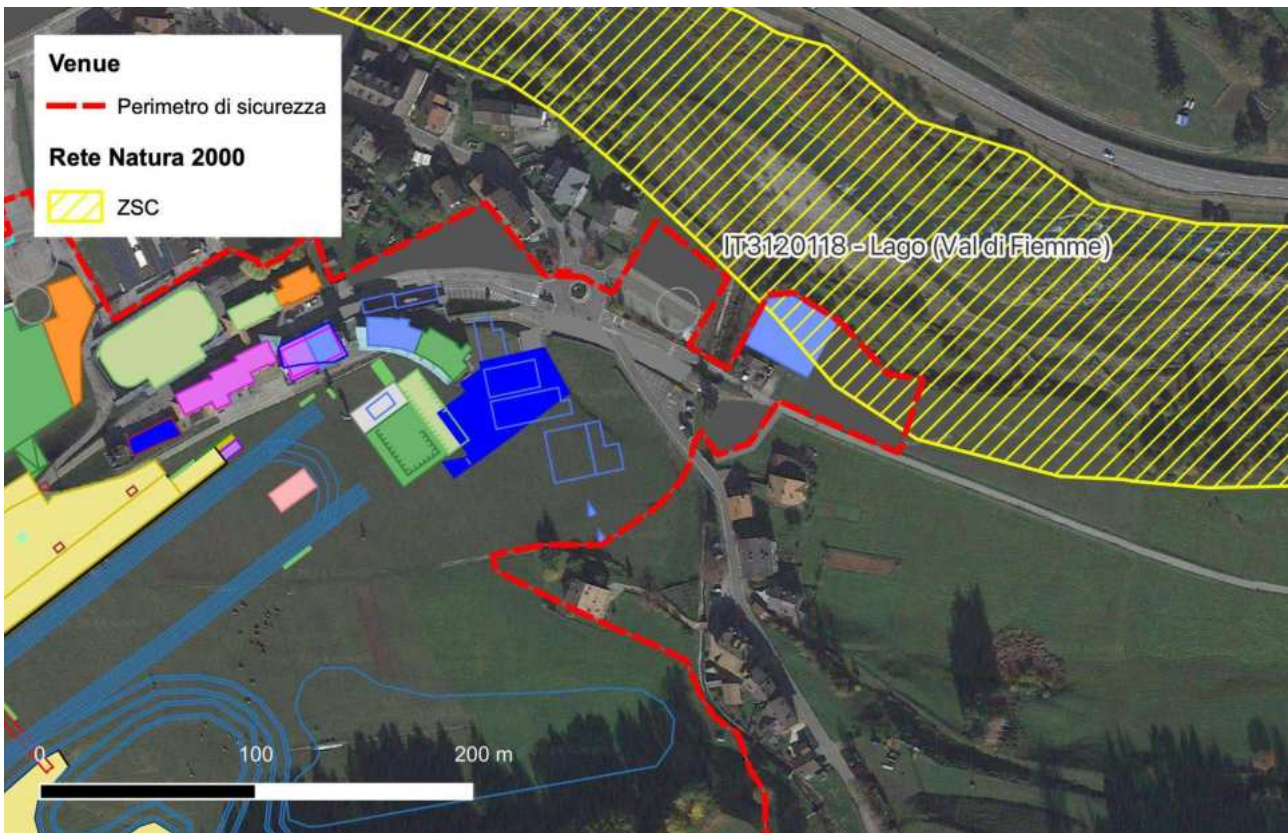 Venue
Perimetro di sicurezza
Rete Natura 2000
ZSC
IT3120118 - Lago (Val di Fiemme)
0 100 200 m